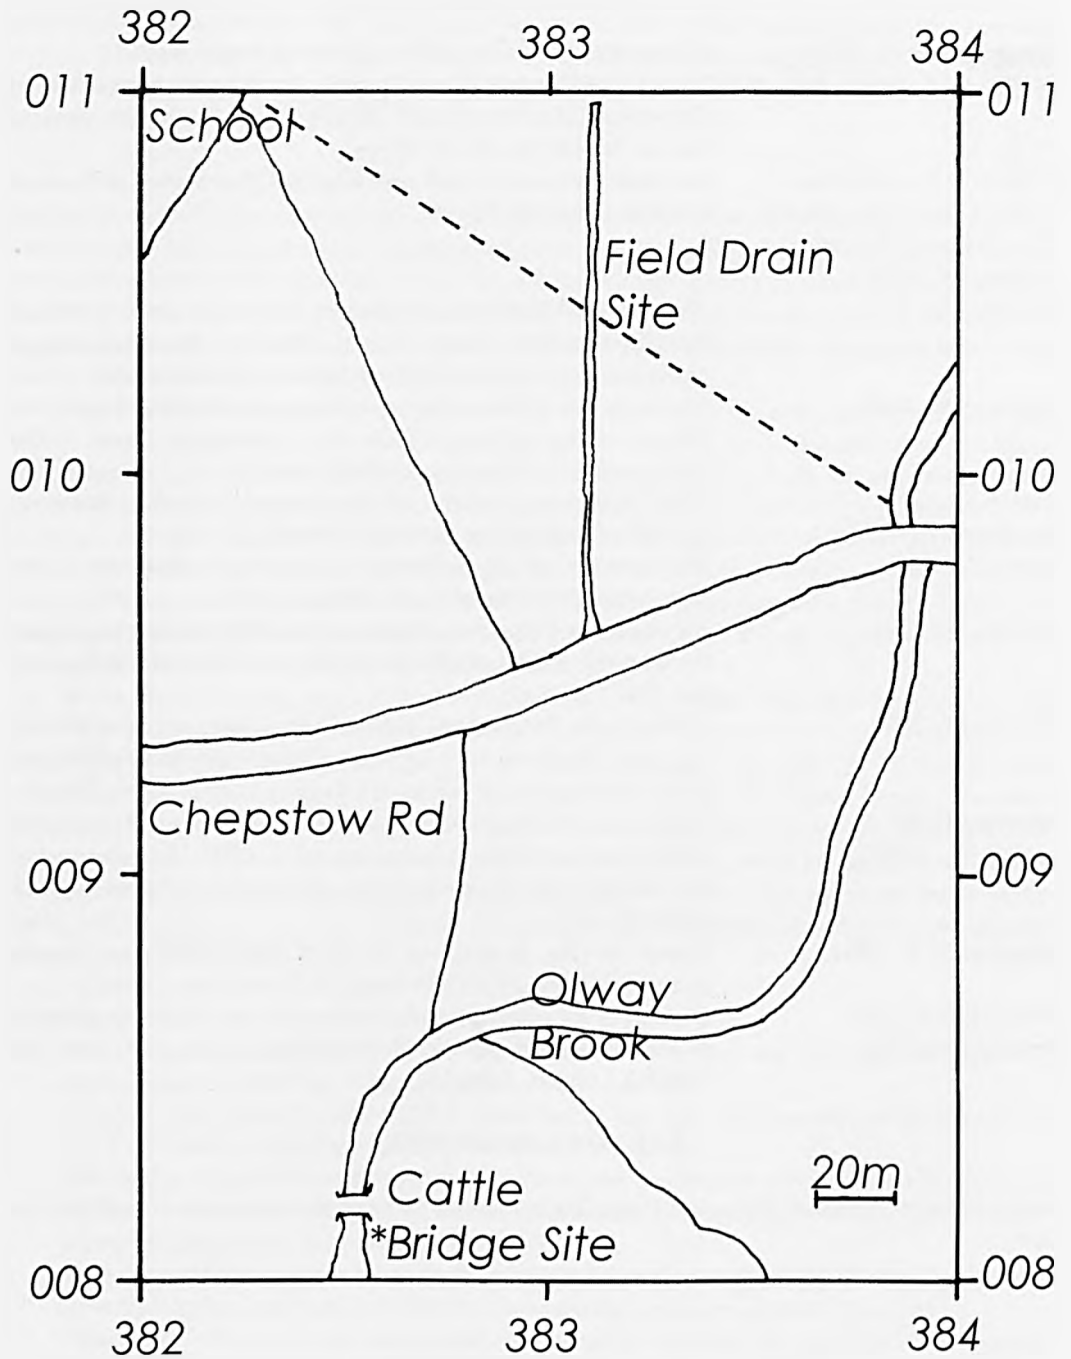 382 383 384
011 011
School
Field Drain
Site
010 010
Chepstow Rd
009 009
Olway
Brook
Cattle
20m
*Bridge Site
008 008
382 383 384